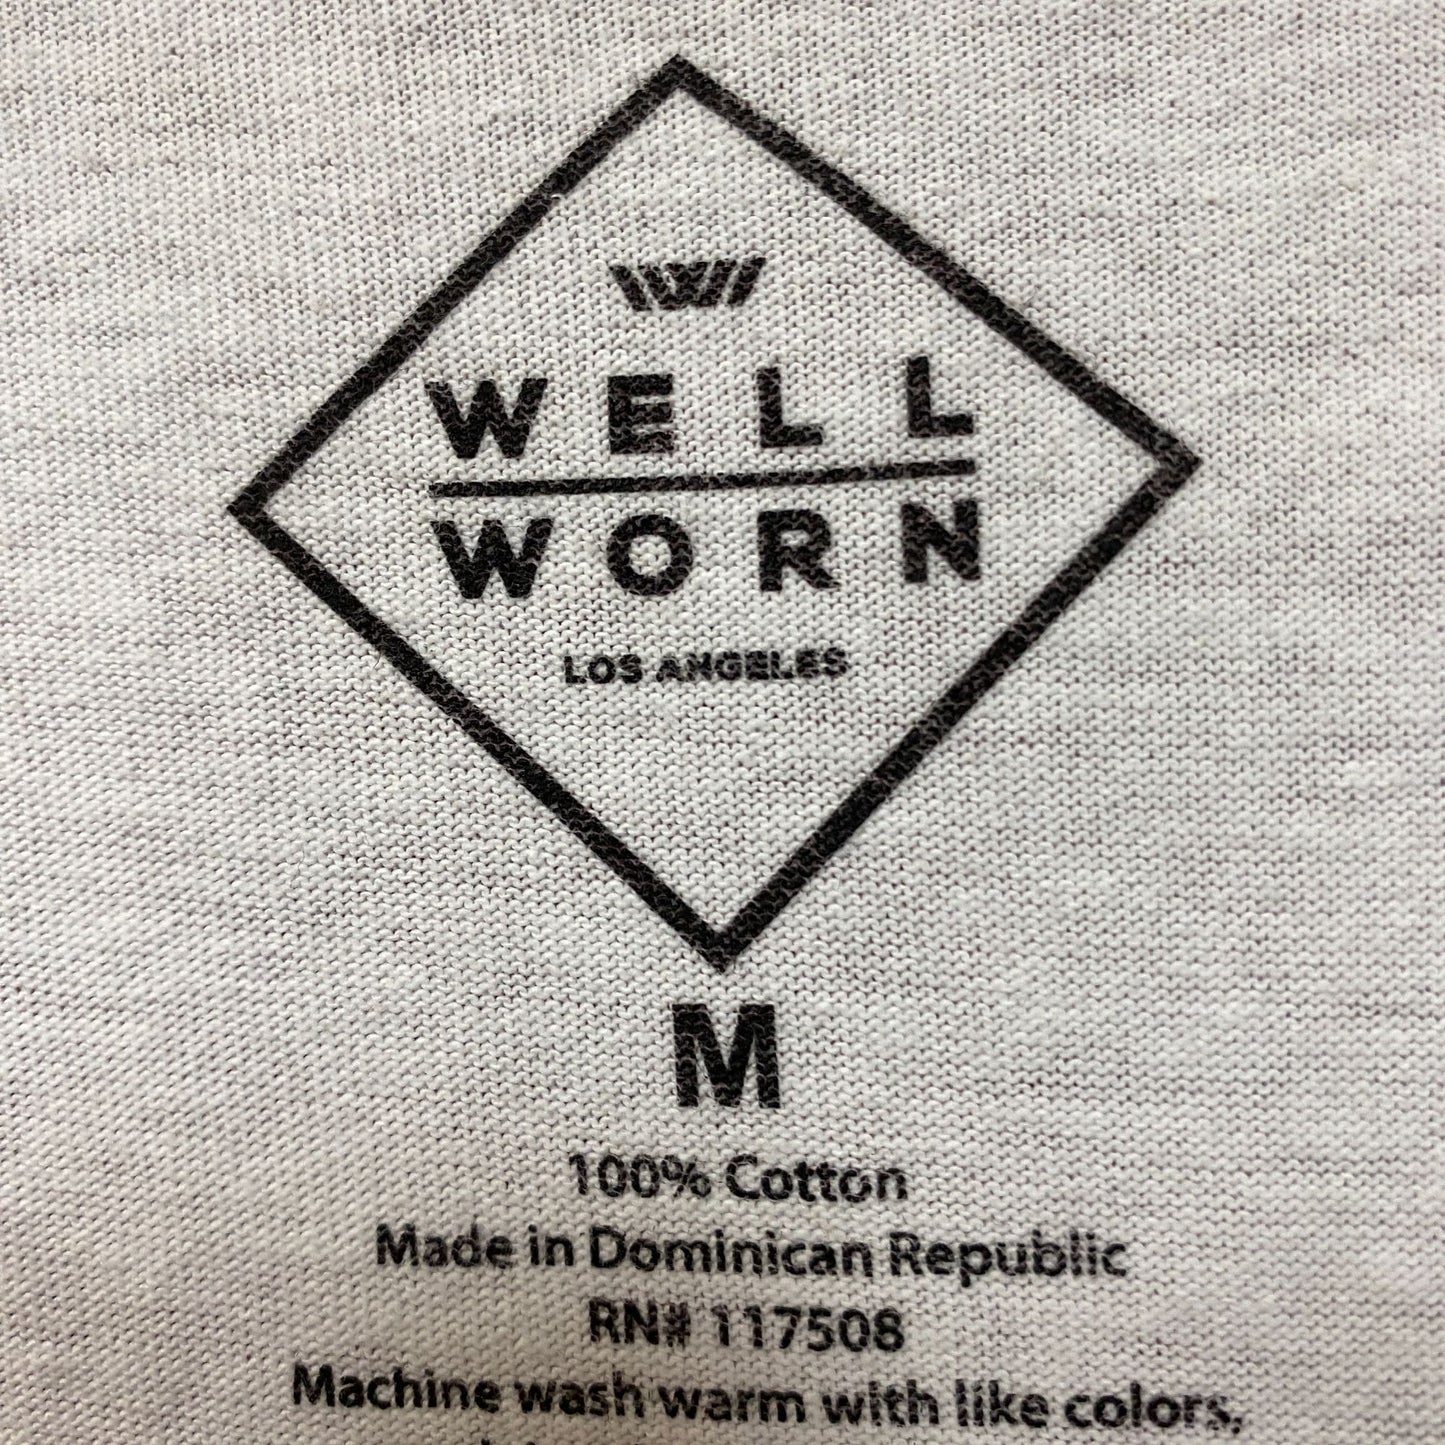 W
WELL
WORN
LOS ANGELES
M
100% Cotton
Made in Dominican Republic
RN# 117508
Machine wash warm with like colors,